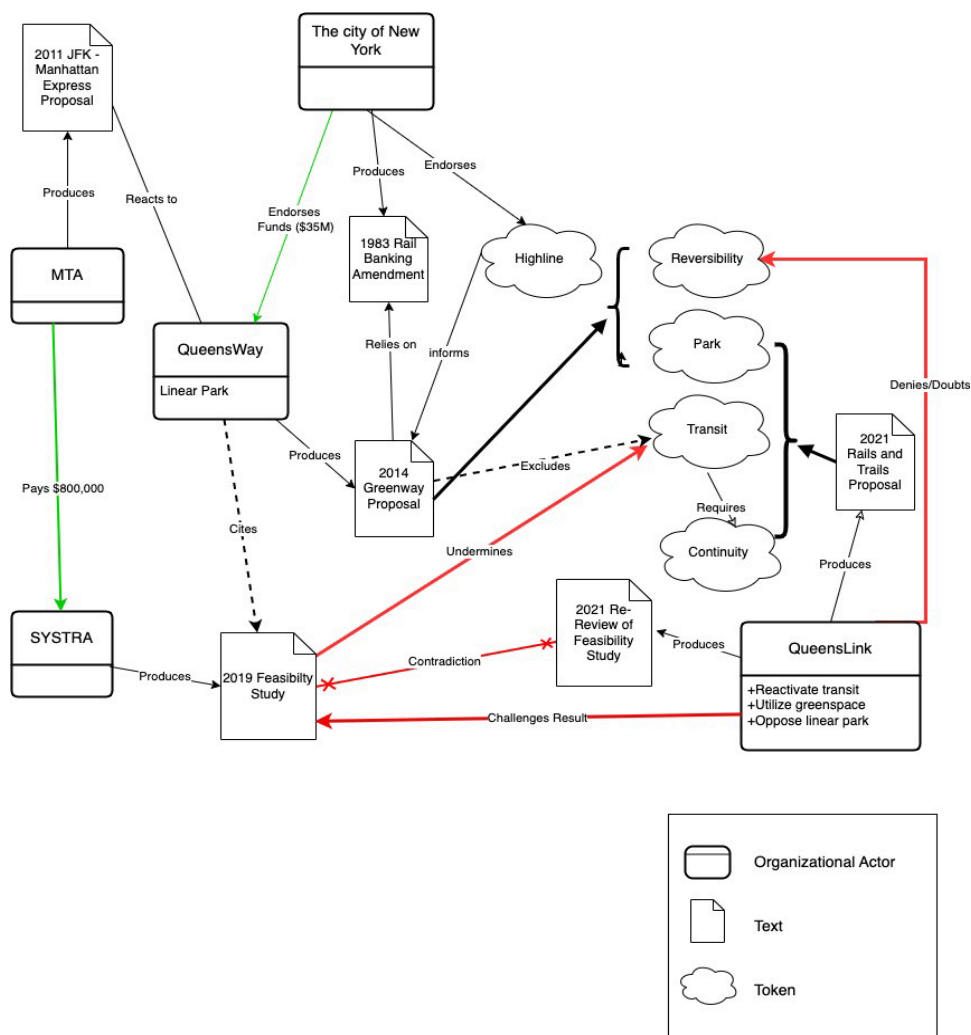 The city of New
York
2011 JFK -
Manhattan
Express
Proposal
Endorses
Produces
Produces
Reacts to
Endorses
Funds ($35M)
1983 Rail
Banking
Amendment
Highline
Reversibility
MTA
QueensWay
Linear Park
Relies on
informs
Park
Denies/Doubts
Transit
2021
Rails and
Trails
Proposal
Produces
2014
Greenway
Proposal
Excludes
Pays $800,000
Cites
Requires
Undermines
Continuity
Produces
SYSTRA
2021 Re-
Review of
Feasibility
Study
Produces
QueensLink
+Reactivate transit
+Utilize greenspace
+Oppose linear park
Produces
2019 Feasibilty
Study
Contradiction
Challenges Result
Organizational Actor
Text
Token